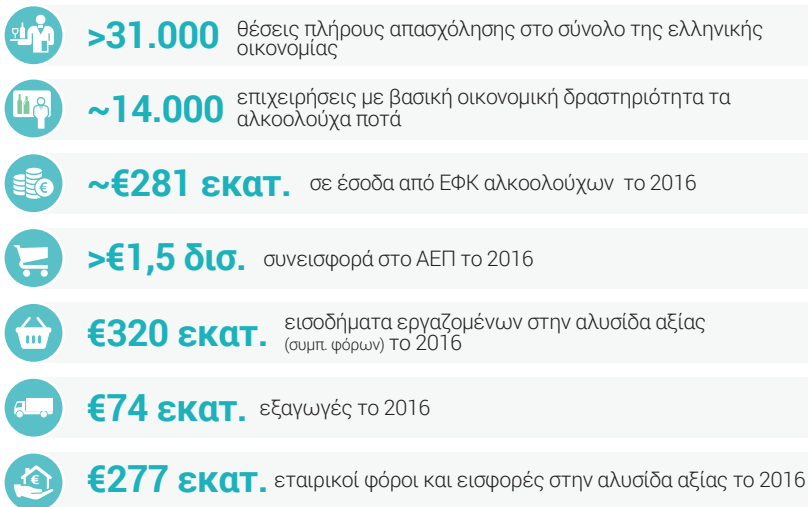 >31.000 θέσεις πλήρους απασχόλησης στο σύνολο της ελληνικής
οικονομίας
~14.000 επιχειρήσεις με βασική οικονομική δραστηριότητα τα
αλκοολούχα ποτά
~€281 εκατ. σε έσοδα από ΕΦΚ αλκοολούχων το 2016
>€1,5 δισ. συνεισφορά στο ΑΕΠ το 2016
€320 εκατ. εισοδήματα εργαζομένων στην αλυσίδα αξίας
(συμπ. φόρων) το 2016
€74 εκατ. εξαγωγές το 2016
€277 εκατ. εταιρικοί φόροι και εισφορές στην αλυσίδα αξίας το 2016